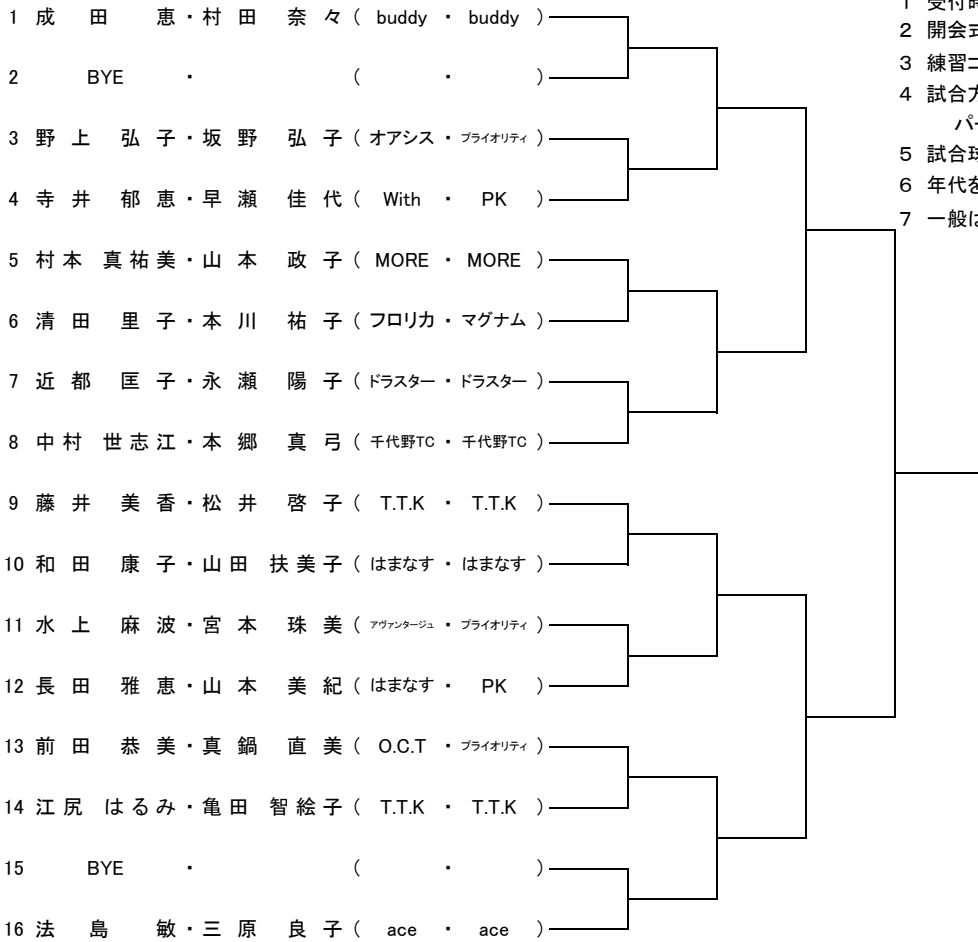 1 成田 恵・村田 奈々 ( buddy ・ buddy )
2 BYE ・ ( ・ )
3 野上 弘子・坂野 弘子 ( オアシス ・ プライオリティ )
4 寺井 郁恵・早瀬 佳代 ( With ・ PK )
5 村本 真祐美・山本 政子 ( MORE ・ MORE )
6 清田 里子・本川 祐子 ( フロリカ ・ マグナム )
7 近都 匡子・永瀬 陽子 ( ドラスター ・ ドラスター )
8 中村 世志江・本郷 真弓 ( 千代野TC ・ 千代野TC )
9 藤井 美香・松井 啓子 ( T.T.K ・ T.T.K )
10 和田 康子・山田 扶美子 ( はまなす ・ はまなす )
11 水上 麻波・宮本 珠美 ( アヴァンタージュ ・ プライオリティ )
12 長田 雅恵・山本 美紀 ( はまなす ・ PK )
13 前田 恭美・真鍋 直美 ( O.C.T ・ プライオリティ )
14 江尻 はるみ・亀田 智絵子 ( T.T.K ・ T.T.K )
15 BYE ・ ( ・ )
16 法島 敏・三原 良子 ( ace ・ ace )
1 受付
2 開会
3 練習
4 試合
パ
5 試合
6 年代を
7 一般